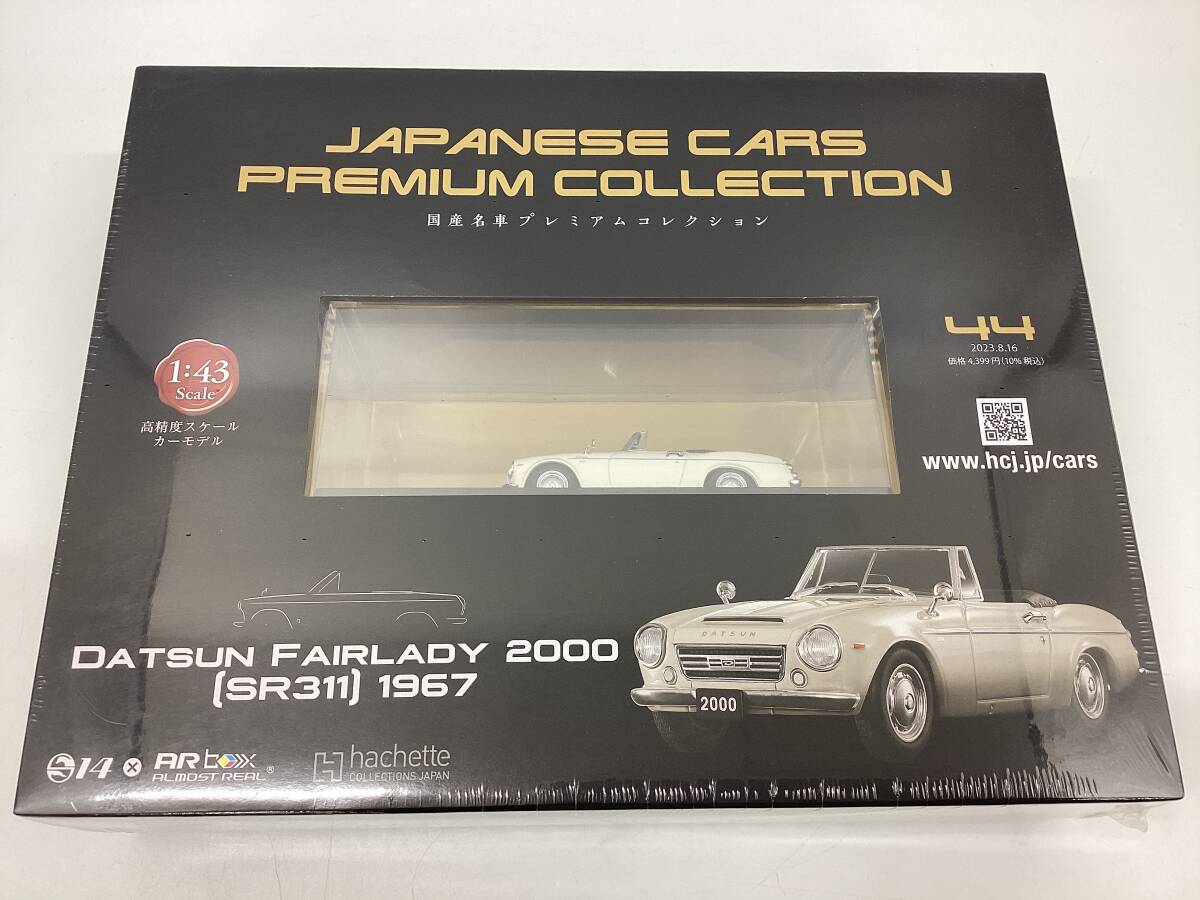 JAPANESE CARS
PREMIUM COLLECTION
国産名車プレミアムコレクション
44
2023.8.16
価格 4,399円(10%税込)
1:43
Scale
高精度スケール
カーモデル
www.hcj.jp/cars
DATSUN
2000
DATSUN FAIRLADY 2000
(SR311) 1967
14 × AR box
ALMOST REAL®
hachette
COLLECTIONS JAPAN